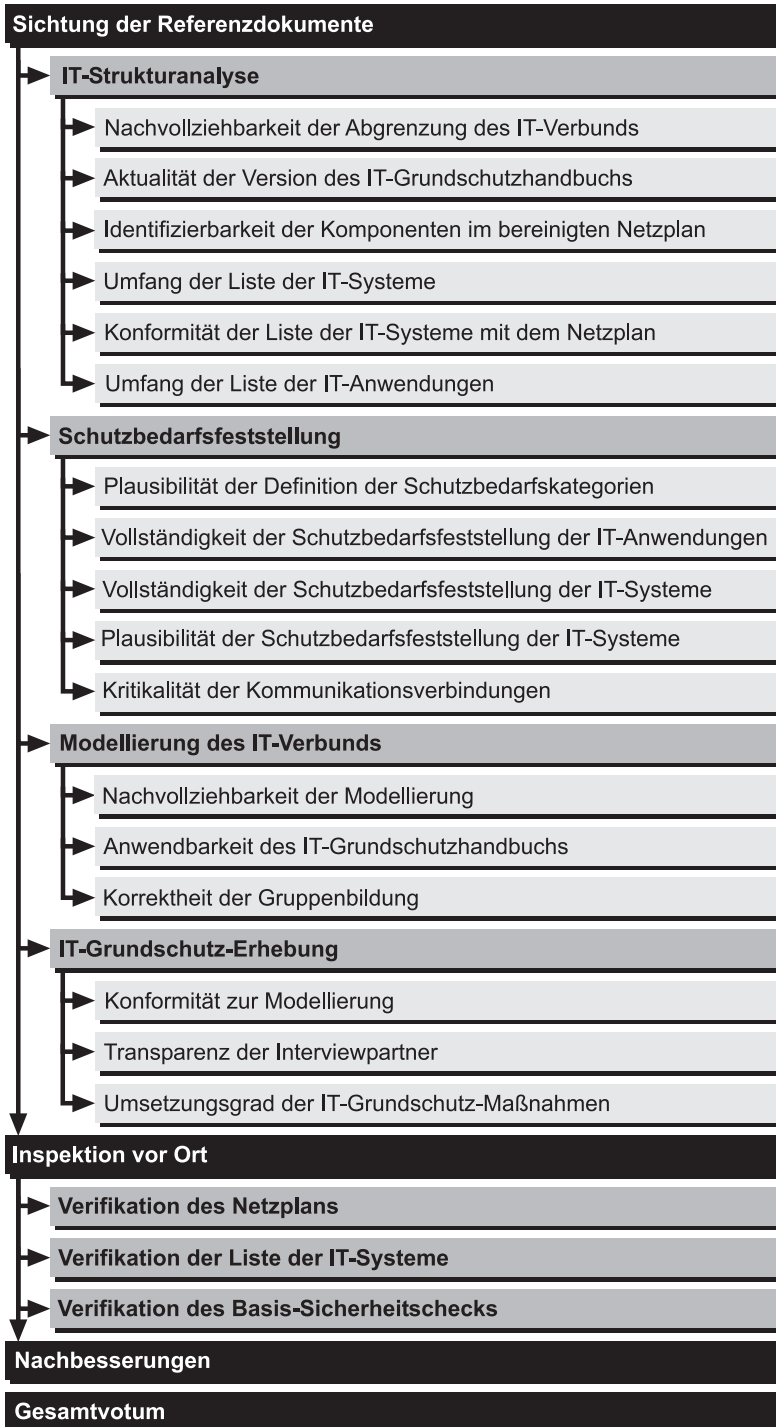 Sichtung der Referenzdokumente
IT-Strukturanalyse
Nachvollziehbarkeit der Abgrenzung des IT-Verbunds
Aktualität der Version des IT-Grundschutzhandbuchs
Identifizierbarkeit der Komponenten im bereinigten Netzplan
Umfang der Liste der IT-Systeme
Konformität der Liste der IT-Systeme mit dem Netzplan
Umfang der Liste der IT-Anwendungen
Schutzbedarfsfeststellung
Plausibilität der Definition der Schutzbedarfskategorien
Vollständigkeit der Schutzbedarfsfeststellung der IT-Anwendungen
Vollständigkeit der Schutzbedarfsfeststellung der IT-Systeme
Plausibilität der Schutzbedarfsfeststellung der IT-Systeme
Kritikalität der Kommunikationsverbindungen
Modellierung des IT-Verbunds
Nachvollziehbarkeit der Modellierung
Anwendbarkeit des IT-Grundschutzhandbuchs
Korrektheit der Gruppenbildung
IT-Grundschutz-Erhebung
Konformität zur Modellierung
Transparenz der Interviewpartner
Umsetzungsgrad der IT-Grundschutz-Maßnahmen
Inspektion vor Ort
Verifikation des Netzplans
Verifikation der Liste der IT-Systeme
Verifikation des Basis-Sicherheitschecks
Nachbesserungen
Gesamtvotum